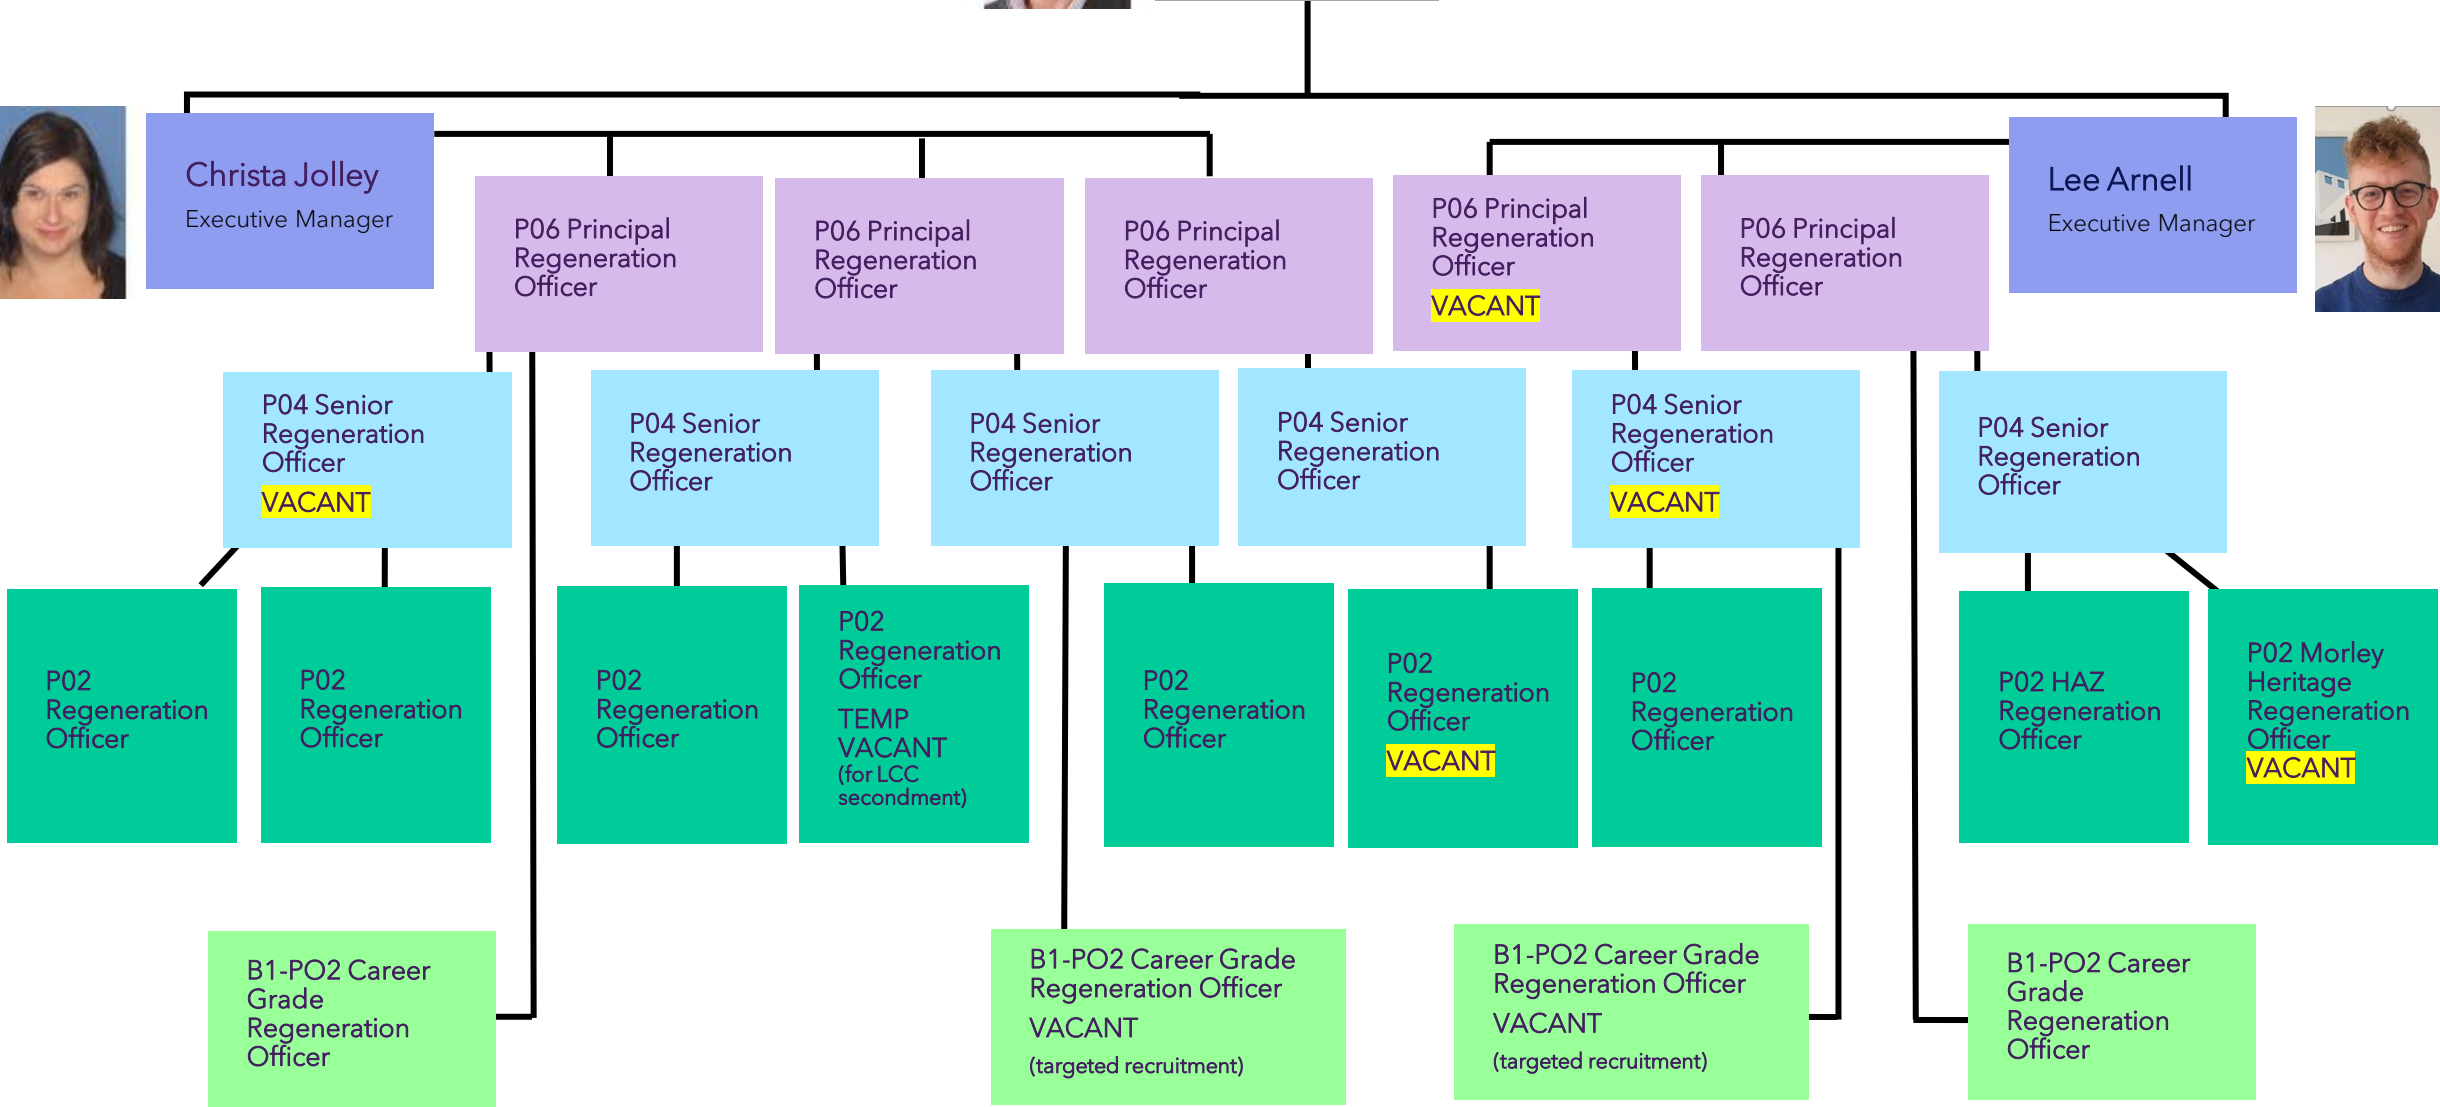 Christa Jolley
Executive Manager
P06 Principal
Regeneration
Officer
P06 Principal
Regeneration
Officer
P06 Principal
Regeneration
Officer
P06 Principal
Regeneration
Officer
VACANT
P06 Principal
Regeneration
Officer
Lee Arnell
Executive Manager
P04 Senior
Regeneration
Officer
VACANT
P04 Senior
Regeneration
Officer
P04 Senior
Regeneration
Officer
P04 Senior
Regeneration
Officer
P04 Senior
Regeneration
Officer
VACANT
P04 Senior
Regeneration
Officer
P02
Regeneration
Officer
P02
Regeneration
Officer
P02
Regeneration
Officer
P02
Regeneration
Officer
TEMP
VACANT
(for LCC
secondment)
P02
Regeneration
Officer
P02
Regeneration
Officer
VACANT
P02
Regeneration
Officer
P02 HAZ
Regeneration
Officer
P02 Morley
Heritage
Regeneration
Officer
VACANT
B1-PO2 Career
Grade
Regeneration
Officer
B1-PO2 Career Grade
Regeneration Officer
VACANT
(targeted recruitment)
B1-PO2 Career Grade
Regeneration Officer
VACANT
(targeted recruitment)
B1-PO2 Career
Grade
Regeneration
Officer